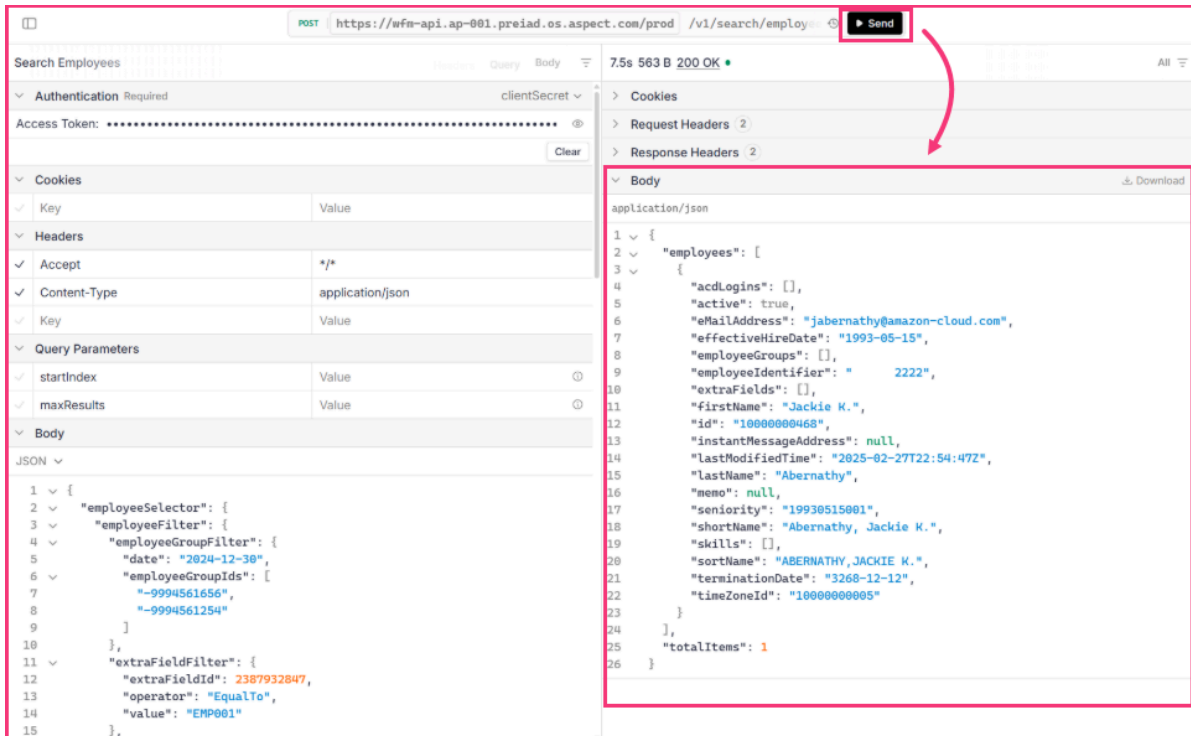 POST https://wfm-api.ap-001.preiad.os.aspect.com/prod /v1/search/employe Send
Search Employees
Headers Query Body
Authentication Required clientSecret
Access Token: ••••••••••••••••••••••••••••••••••••••••••••••••••••••••••••••••••
Clear
Cookies
Key Value
Headers
Accept */*
Content-Type application/json
Key Value
Query Parameters
startIndex Value
maxResults Value
Body
JSON
1 {
2 "employeeSelector": {
3 "employeeFilter": {
4 "employeeGroupFilter": {
5 "date": "2024-12-30",
6 "employeeGroupIds": [
7 "-9994561656",
8 "-9994561254"
9 ]
10 },
11 "extraFieldFilter": {
12 "extraFieldId": 2387932847,
13 "operator": "EqualTo",
14 "value": "EMP001"
15 },
7.5s 563 B 200 OK All
Cookies
Request Headers 2
Response Headers 2
Body Download
application/json
1 {
2 "employees": [
3 {
4 "acdLogins": [],
5 "active": true,
6 "eMailAddress": "jabernathy@amazon-cloud.com",
7 "effectiveHireDate": "1993-05-15",
8 "employeeGroups": [],
9 "employeeIdentifier": " 2222",
10 "extraFields": [],
11 "firstName": "Jackie K.",
12 "id": "10000000468",
13 "instantMessageAddress": null,
14 "lastModifiedTime": "2025-02-27T22:54:47Z",
15 "lastName": "Abernathy",
16 "memo": null,
17 "seniority": "19930515001",
18 "shortName": "Abernathy, Jackie K.",
19 "skills": [],
20 "sortName": "ABERNATHY,JACKIE K.",
21 "terminationDate": "3268-12-12",
22 "timeZoneId": "10000000005"
23 }
24 ],
25 "totalItems": 1
26 }